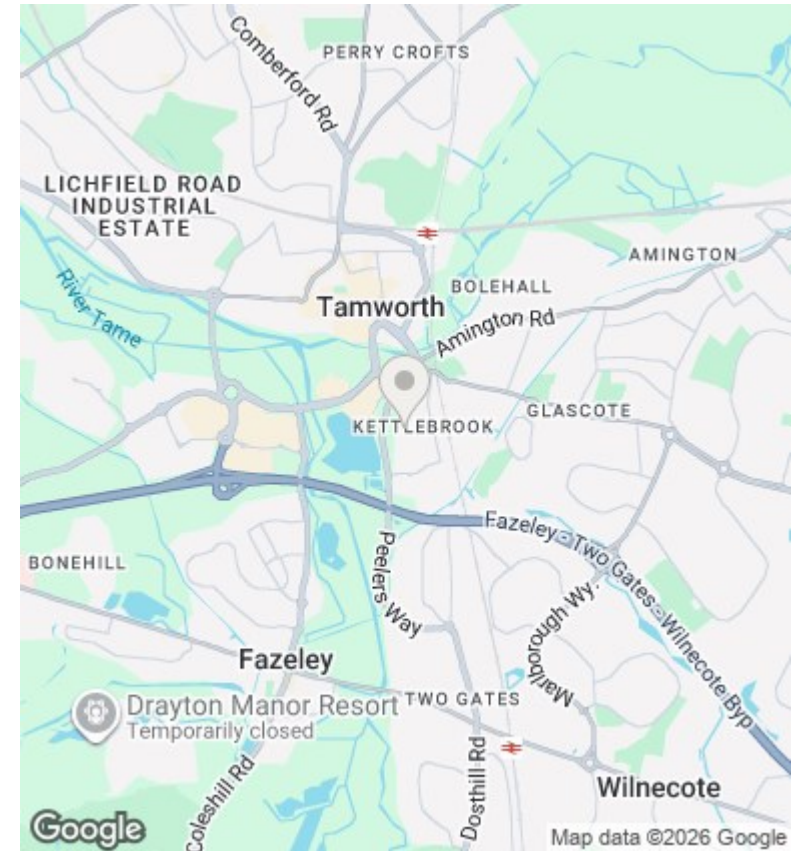 PERRY CROFTS
Comberford Rd
LICHFIELD ROAD
INDUSTRIAL
ESTATE
AMINGTON
BOLEHALL
River Tame
Tamworth
Amington Rd
GLASCOTE
KETTLEBROOK
Fazeley - Two Gates - Wilnecote Byp
BONEHILL
Peelers Way
Marlborough Wy.
Fazeley
TWO GATES
Drayton Manor Resort
Temporarily closed
Coleshill Rd
Dosthill Rd
Wilnecote
Google
Map data ©2026 Google